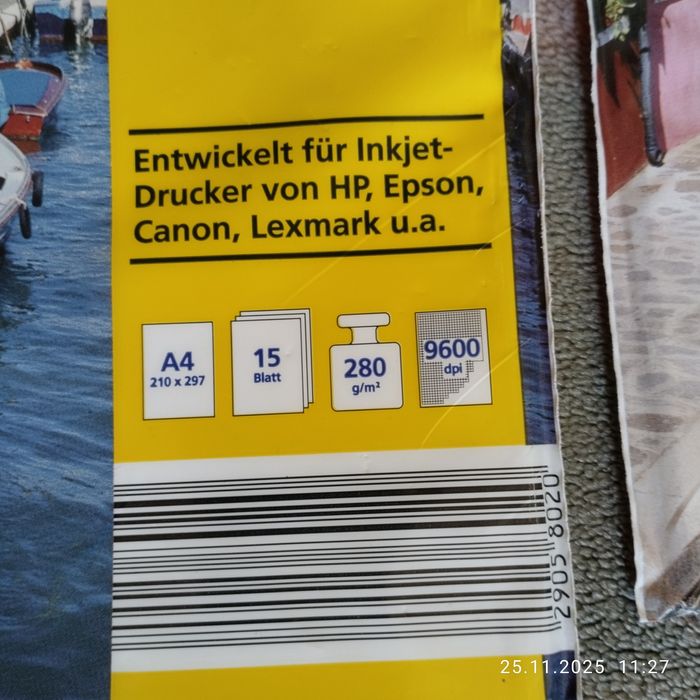 Entwickelt für Inkjet-
Drucker von HP, Epson,
Canon, Lexmark u.a.
A4
210 x 297
15
Blatt
280
g/m²
9600
dpi
2905 8020
25.11.2025 11:27